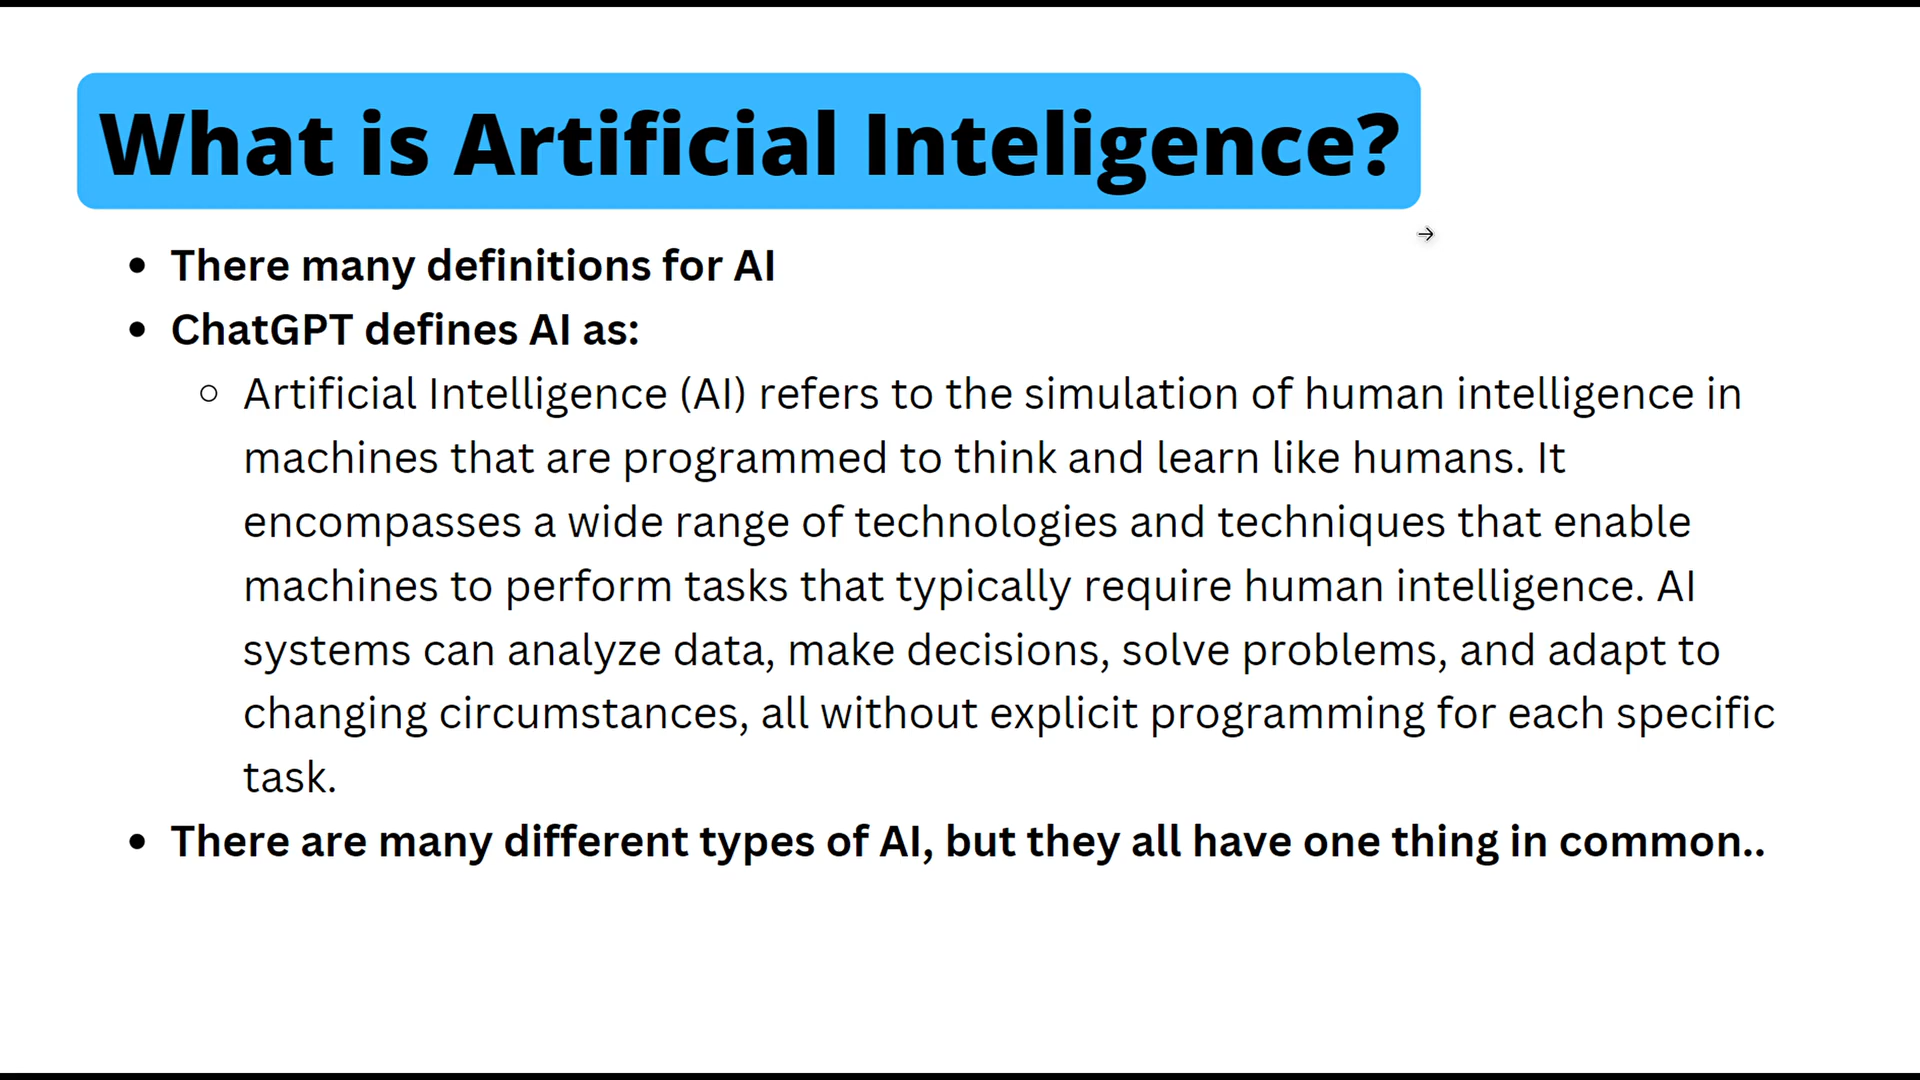 What is Artificial Inteligence?
• There many definitions for AI
• ChatGPT defines AI as:
○ Artificial Intelligence (AI) refers to the simulation of human intelligence in
machines that are programmed to think and learn like humans. It
encompasses a wide range of technologies and techniques that enable
machines to perform tasks that typically require human intelligence. AI
systems can analyze data, make decisions, solve problems, and adapt to
changing circumstances, all without explicit programming for each specific
task.
• There are many different types of AI, but they all have one thing in common..